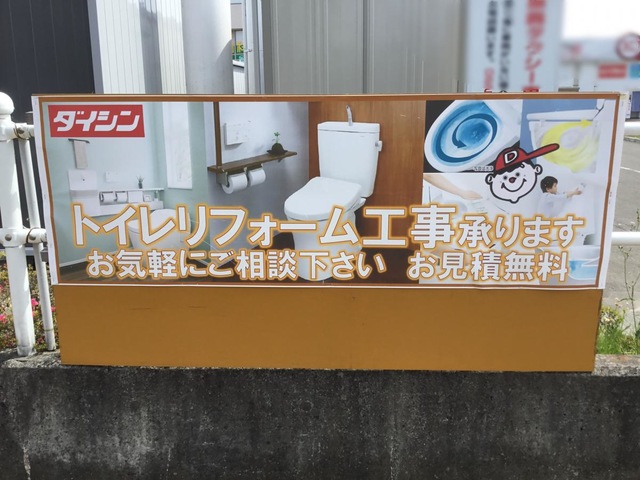 ダイシン
D
トイレリフォーム工事承ります
お気軽にご相談下さい お見積無料